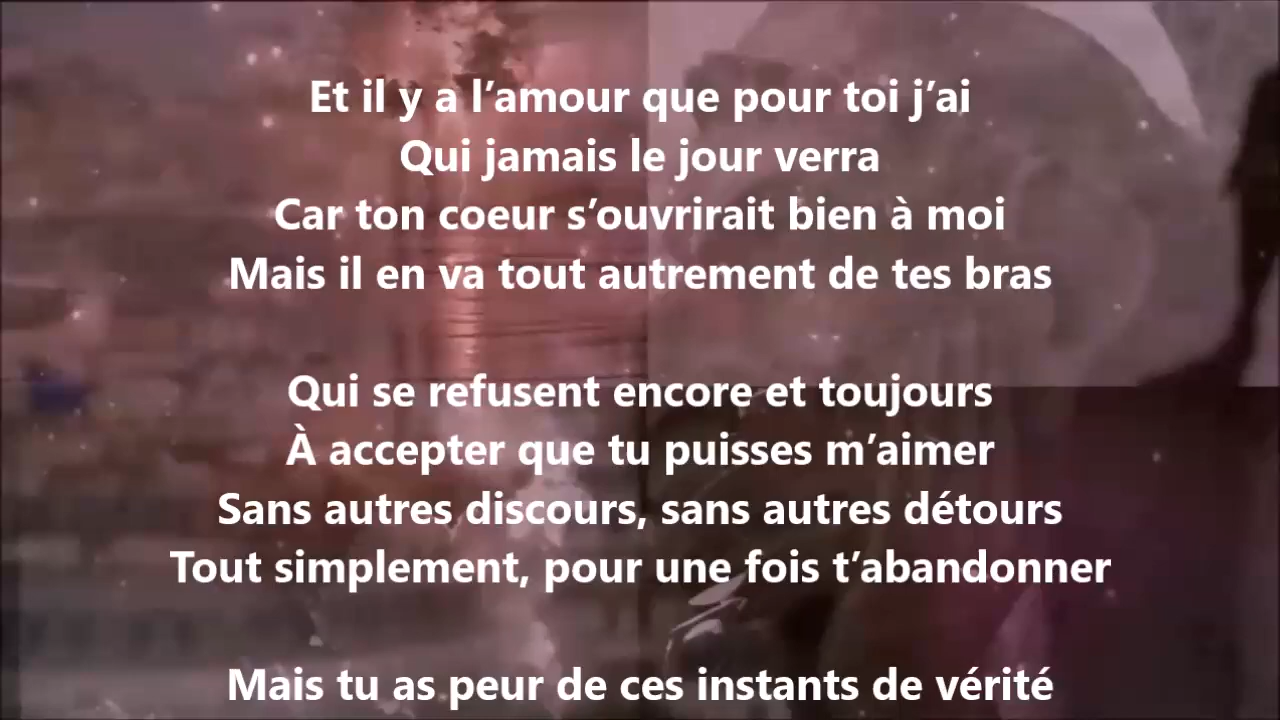 Et il y a l’amour que pour toi j’ai
Qui jamais le jour verra
Car ton coeur s’ouvrirait bien à moi
Mais il en va tout autrement de tes bras
Qui se refusent encore et toujours
À accepter que tu puisses m’aimer
Sans autres discours, sans autres détours
Tout simplement, pour une fois t’abandonner
Mais tu as peur de ces instants de vérité